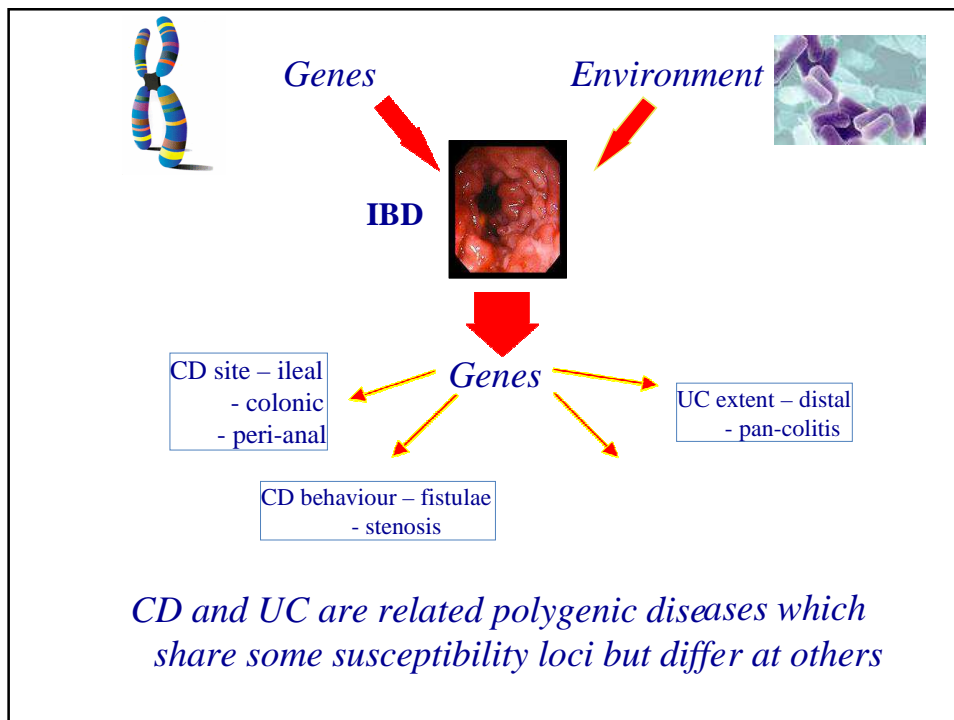 Genes
Environment
IBD
Genes
CD site – ileal
- colonic
- peri-anal
UC extent – distal
- pan-colitis
CD behaviour – fistulae
- stenosis
CD and UC are related polygenic diseases which
share some susceptibility loci but differ at others